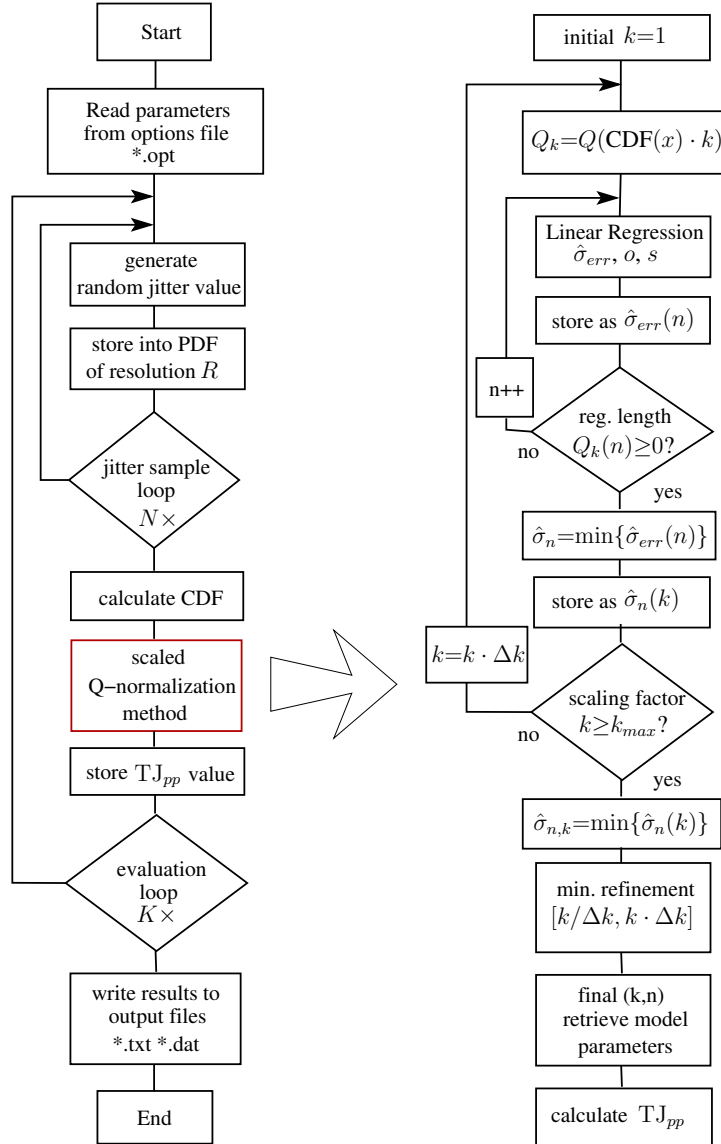 Start
Read parameters
from options file
*.opt
generate
random jitter value
store into PDF
of resolution R
jitter sample
loop
N×
calculate CDF
scaled
Q−normalization
method
store TJpp value
evaluation
loop
K×
write results to
output files
*.txt *.dat
End
initial k=1
Qk=Q(CDF(x) · k)
Linear Regression
σ̂err, o, s
store as σ̂err(n)
n++
reg. length
Qk(n)≥0?
no
yes
σ̂n=min{σ̂err(n)}
store as σ̂n(k)
k=k · Δk
scaling factor
k≥kmax?
no
yes
σ̂n,k=min{σ̂n(k)}
min. refinement
[k/Δk, k · Δk]
final (k,n)
retrieve model
parameters
calculate TJpp